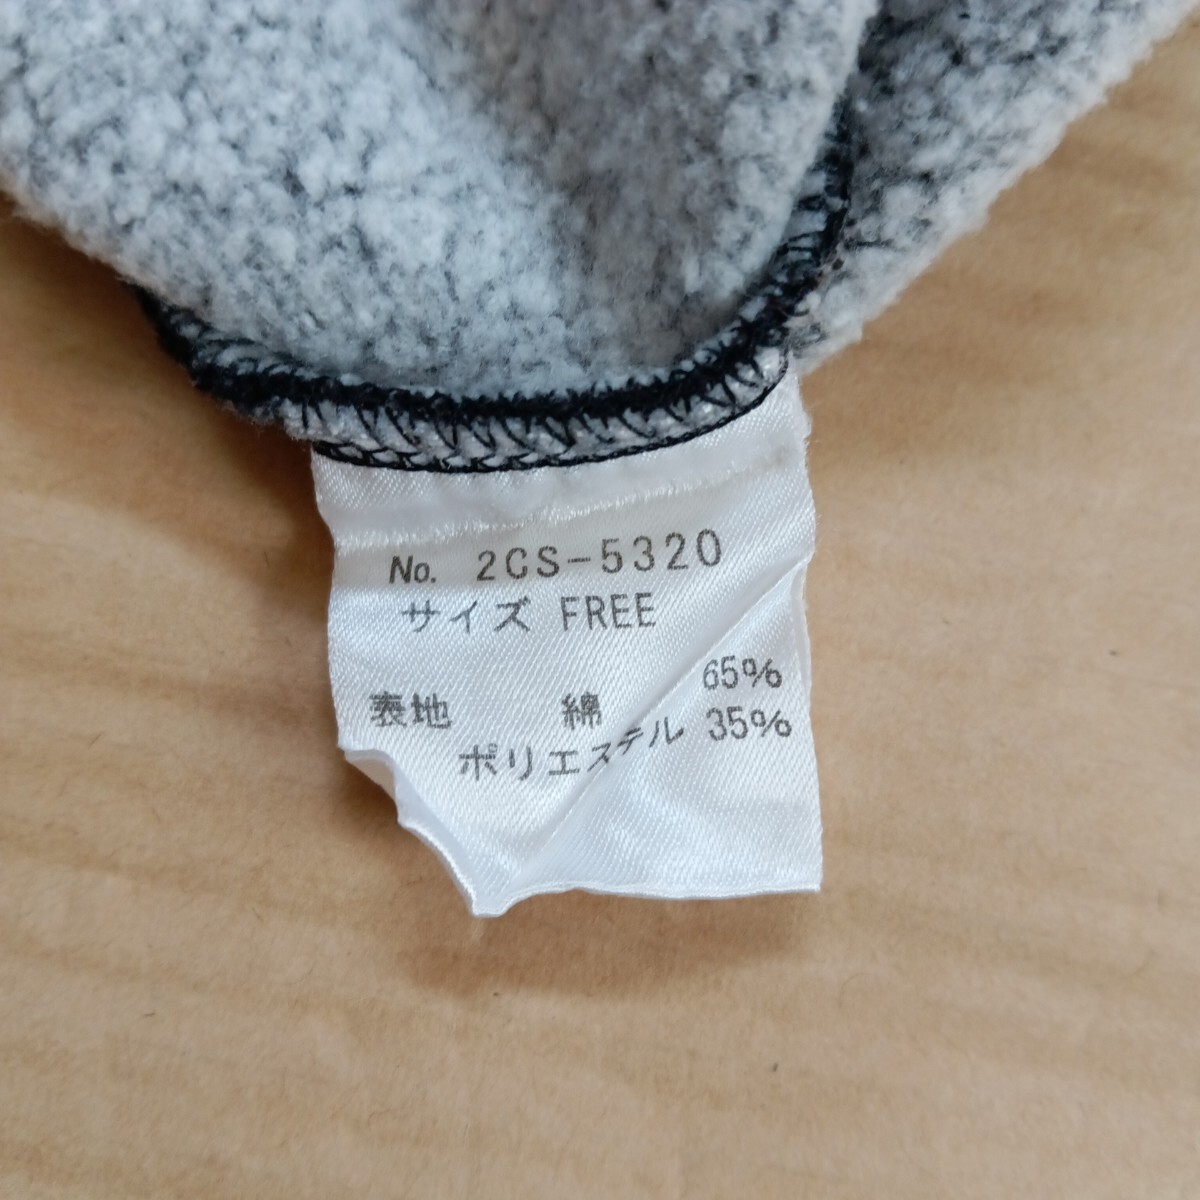 No. 2CS-5320
サイズ FREE
表地 綿 65%
ポリエステル 35%